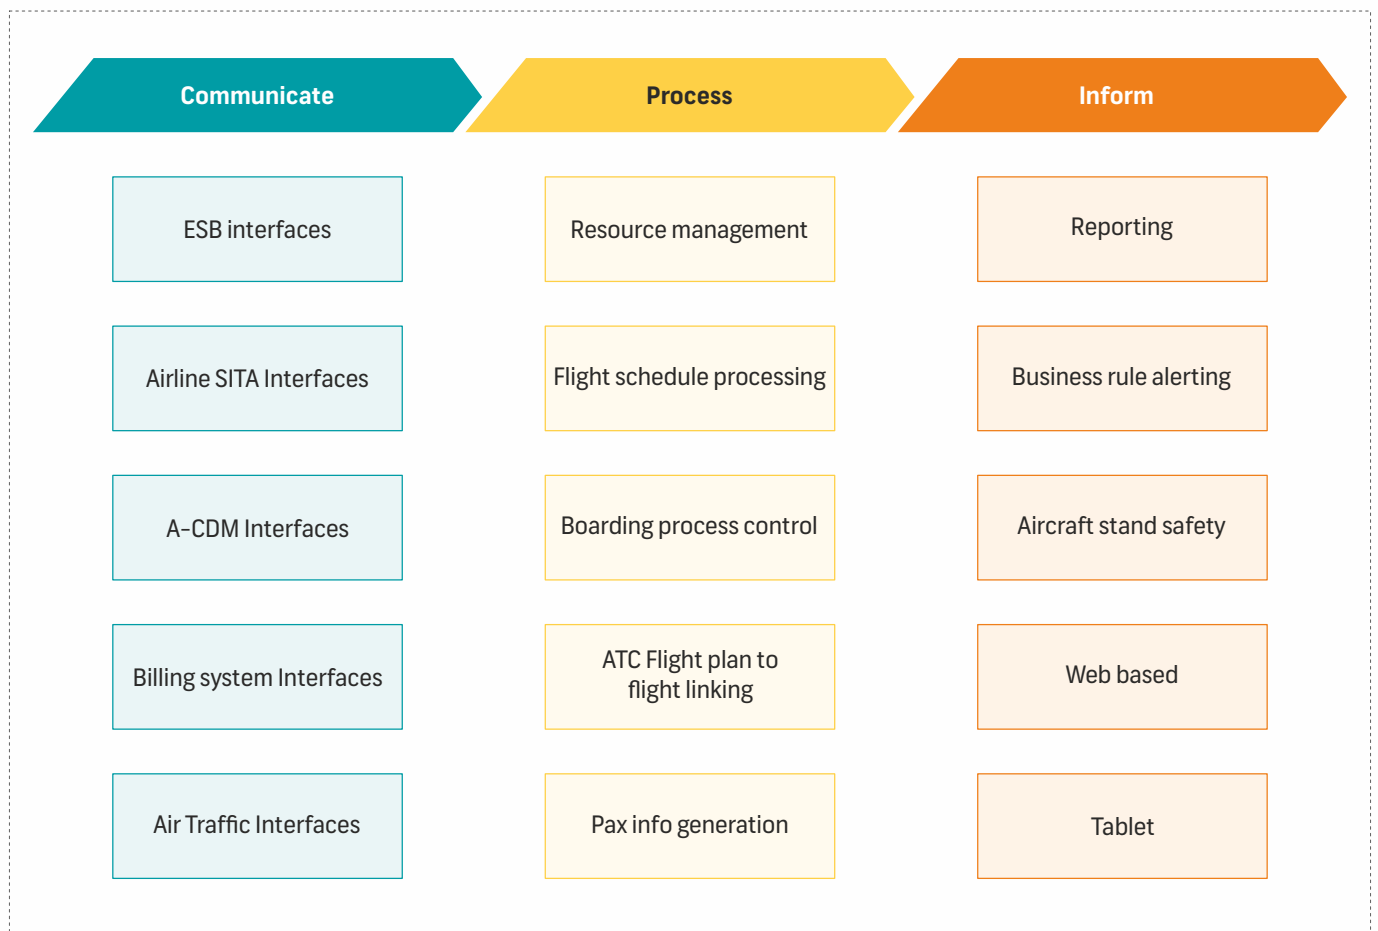 Communicate
Process
Inform
ESB interfaces
Resource management
Reporting
Airline SITA Interfaces
Flight schedule processing
Business rule alerting
A-CDM Interfaces
Boarding process control
Aircraft stand safety
Billing system Interfaces
ATC Flight plan to
flight linking
Web based
Air Traffic Interfaces
Pax info generation
Tablet